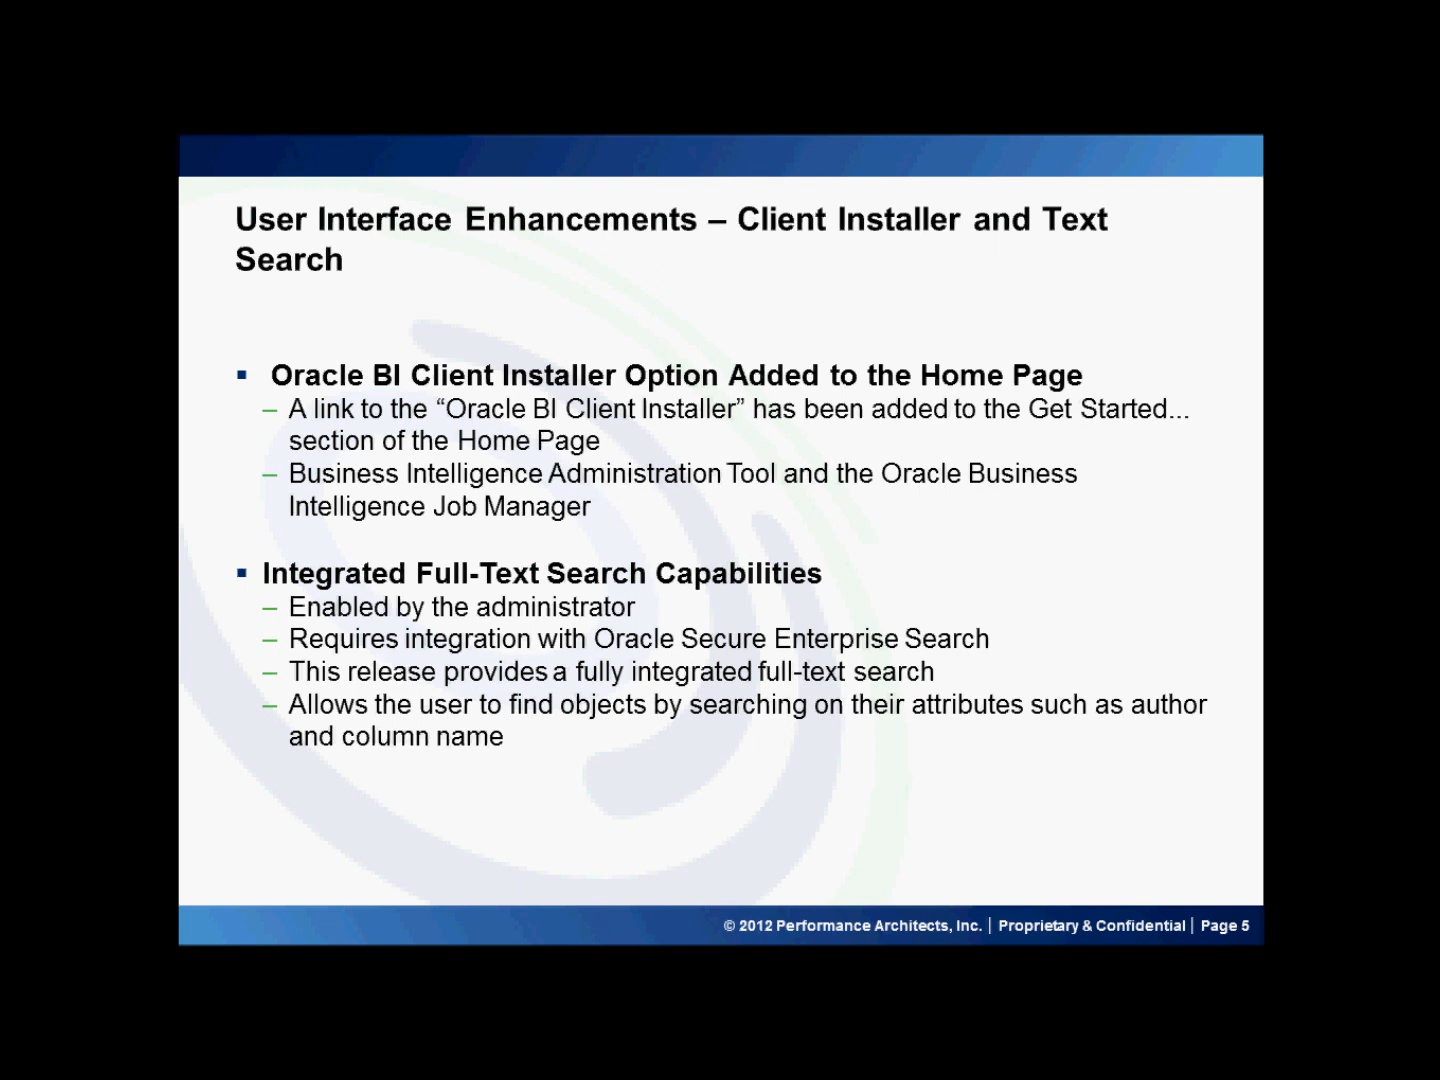 User Interface Enhancements – Client Installer and Text
Search
▪ Oracle BI Client Installer Option Added to the Home Page
– A link to the “Oracle BI Client Installer” has been added to the Get Started...
section of the Home Page
– Business Intelligence Administration Tool and the Oracle Business
Intelligence Job Manager
▪ Integrated Full-Text Search Capabilities
– Enabled by the administrator
– Requires integration with Oracle Secure Enterprise Search
– This release provides a fully integrated full-text search
– Allows the user to find objects by searching on their attributes such as author
and column name
© 2012 Performance Architects, Inc. | Proprietary & Confidential | Page 5